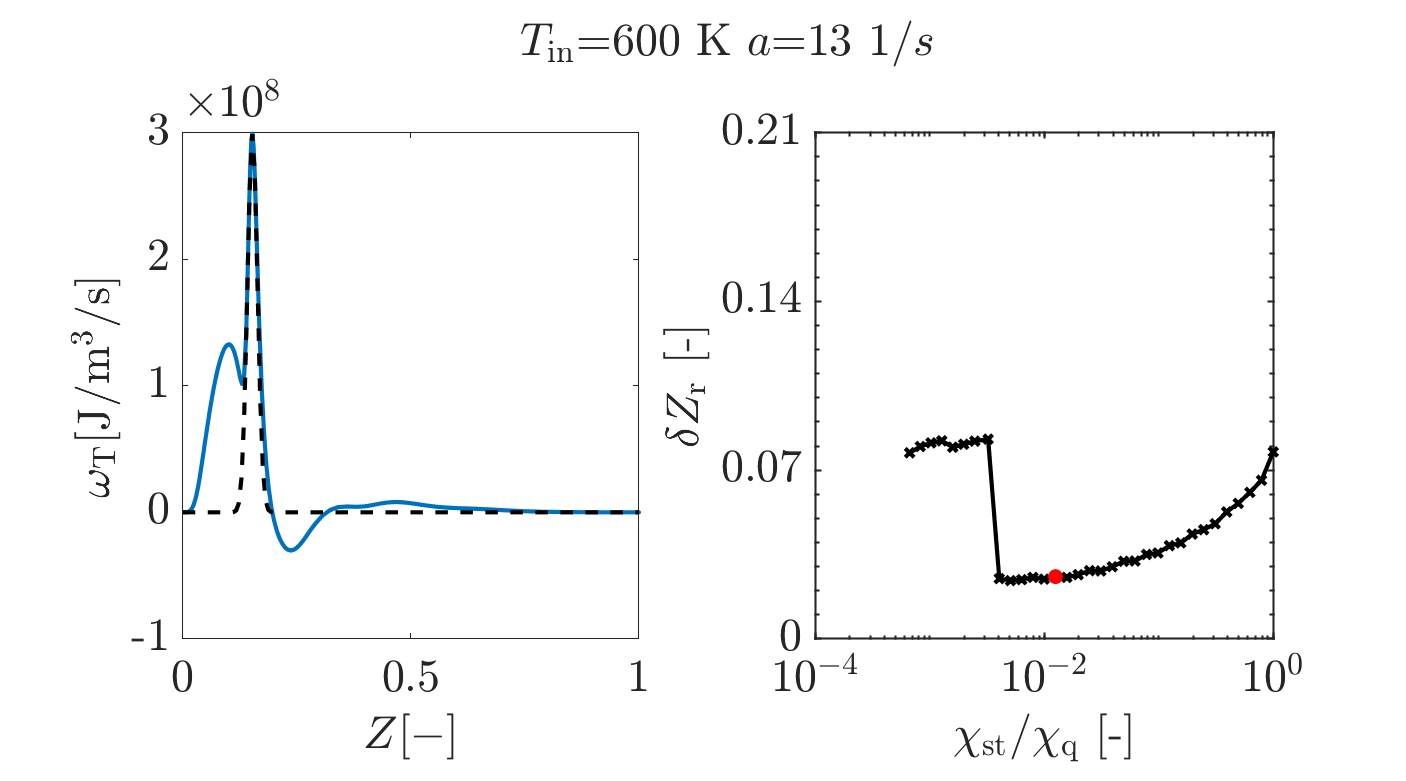 T_in=600 K a=13 1/s
×10^8
3
2
1
0
-1
ω_T[J/m^3/s]
0 0.5 1
Z[−]
0.21
0.14
0.07
0
δZ_r [-]
10^−4 10^−2 10^0
χ_st/χ_q [-]